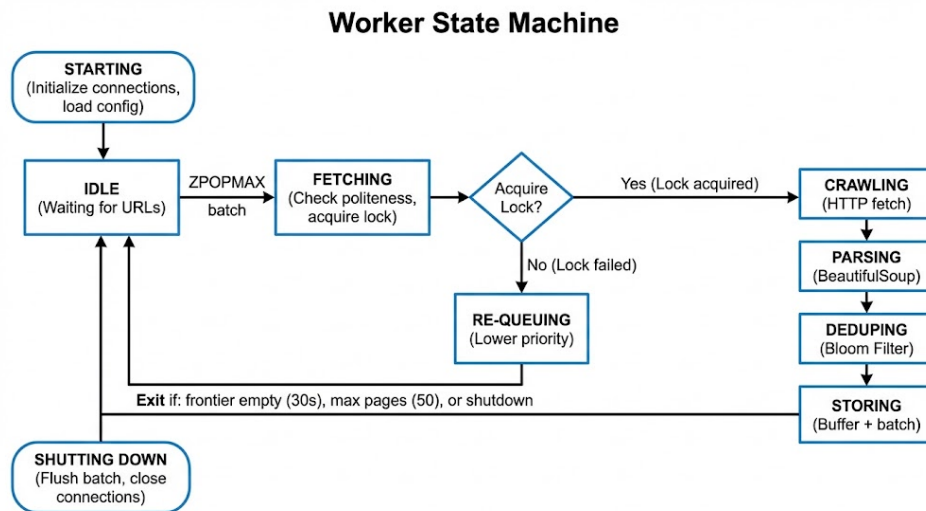 Worker State Machine
STARTING
(Initialize connections,
load config)
IDLE
(Waiting for URLs)
ZPOPMAX
batch
FETCHING
(Check politeness,
acquire lock)
Acquire
Lock?
Yes (Lock acquired)
No (Lock failed)
RE-QUEUING
(Lower priority)
CRAWLING
(HTTP fetch)
PARSING
(BeautifulSoup)
DEDUPING
(Bloom Filter)
STORING
(Buffer + batch)
Exit if: frontier empty (30s), max pages (50), or shutdown
SHUTTING DOWN
(Flush batch, close
connections)